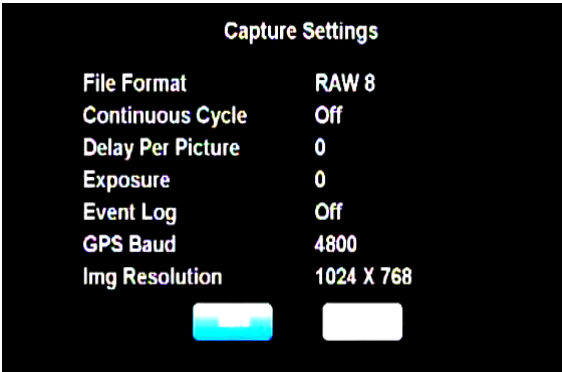 Capture Settings
File Format RAW 8
Continuous Cycle Off
Delay Per Picture 0
Exposure 0
Event Log Off
GPS Baud 4800
Img Resolution 1024 X 768